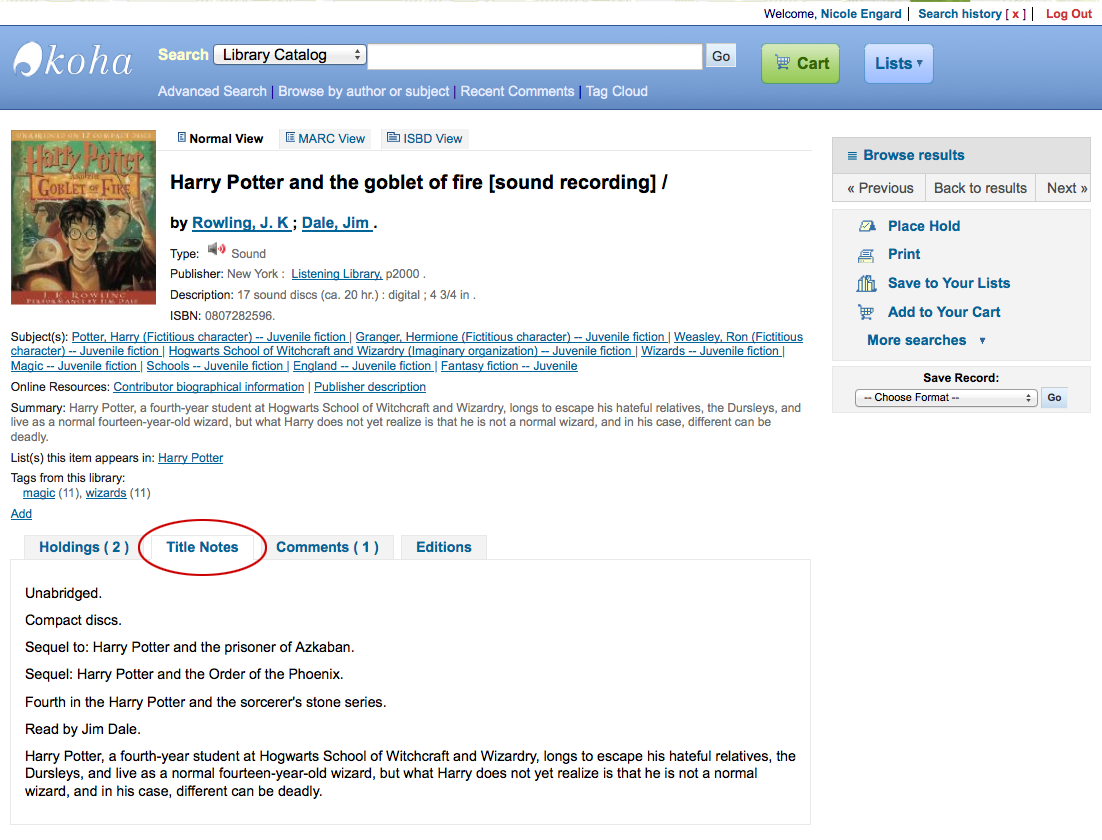 Welcome, Nicole Engard | Search history [ x ] | Log Out
koha
Search Library Catalog Go Cart Lists ▾
Advanced Search | Browse by author or subject | Recent Comments | Tag Cloud
UNABRIDGED ON 17 COMPACT DISCS
Harry Potter
AND THE
GOBLET OF FIRE
J. K. ROWLING
PERFORMED BY JIM DALE
Normal View MARC View ISBD View
Harry Potter and the goblet of fire [sound recording] /
by Rowling, J. K ; Dale, Jim .
Type: Sound
Publisher: New York : Listening Library, p2000 .
Description: 17 sound discs (ca. 20 hr.) : digital ; 4 3/4 in .
ISBN: 0807282596.
Subject(s): Potter, Harry (Fictitious character) -- Juvenile fiction | Granger, Hermione (Fictitious character) -- Juvenile fiction | Weasley, Ron (Fictitious
character) -- Juvenile fiction | Hogwarts School of Witchcraft and Wizardry (Imaginary organization) -- Juvenile fiction | Wizards -- Juvenile fiction |
Magic -- Juvenile fiction | Schools -- Juvenile fiction | England -- Juvenile fiction | Fantasy fiction -- Juvenile
Online Resources: Contributor biographical information | Publisher description
Summary: Harry Potter, a fourth-year student at Hogwarts School of Witchcraft and Wizardry, longs to escape his hateful relatives, the Dursleys, and
live as a normal fourteen-year-old wizard, but what Harry does not yet realize is that he is not a normal wizard, and in his case, different can be
deadly.
List(s) this item appears in: Harry Potter
Tags from this library:
magic (11), wizards (11)
Add
Browse results
« Previous Back to results Next »
Place Hold
Print
Save to Your Lists
Add to Your Cart
More searches ▾
Save Record:
-- Choose Format -- Go
Holdings ( 2 ) Title Notes Comments ( 1 ) Editions
Unabridged.
Compact discs.
Sequel to: Harry Potter and the prisoner of Azkaban.
Sequel: Harry Potter and the Order of the Phoenix.
Fourth in the Harry Potter and the sorcerer's stone series.
Read by Jim Dale.
Harry Potter, a fourth-year student at Hogwarts School of Witchcraft and Wizardry, longs to escape his hateful relatives, the
Dursleys, and live as a normal fourteen-year-old wizard, but what Harry does not yet realize is that he is not a normal
wizard, and in his case, different can be deadly.